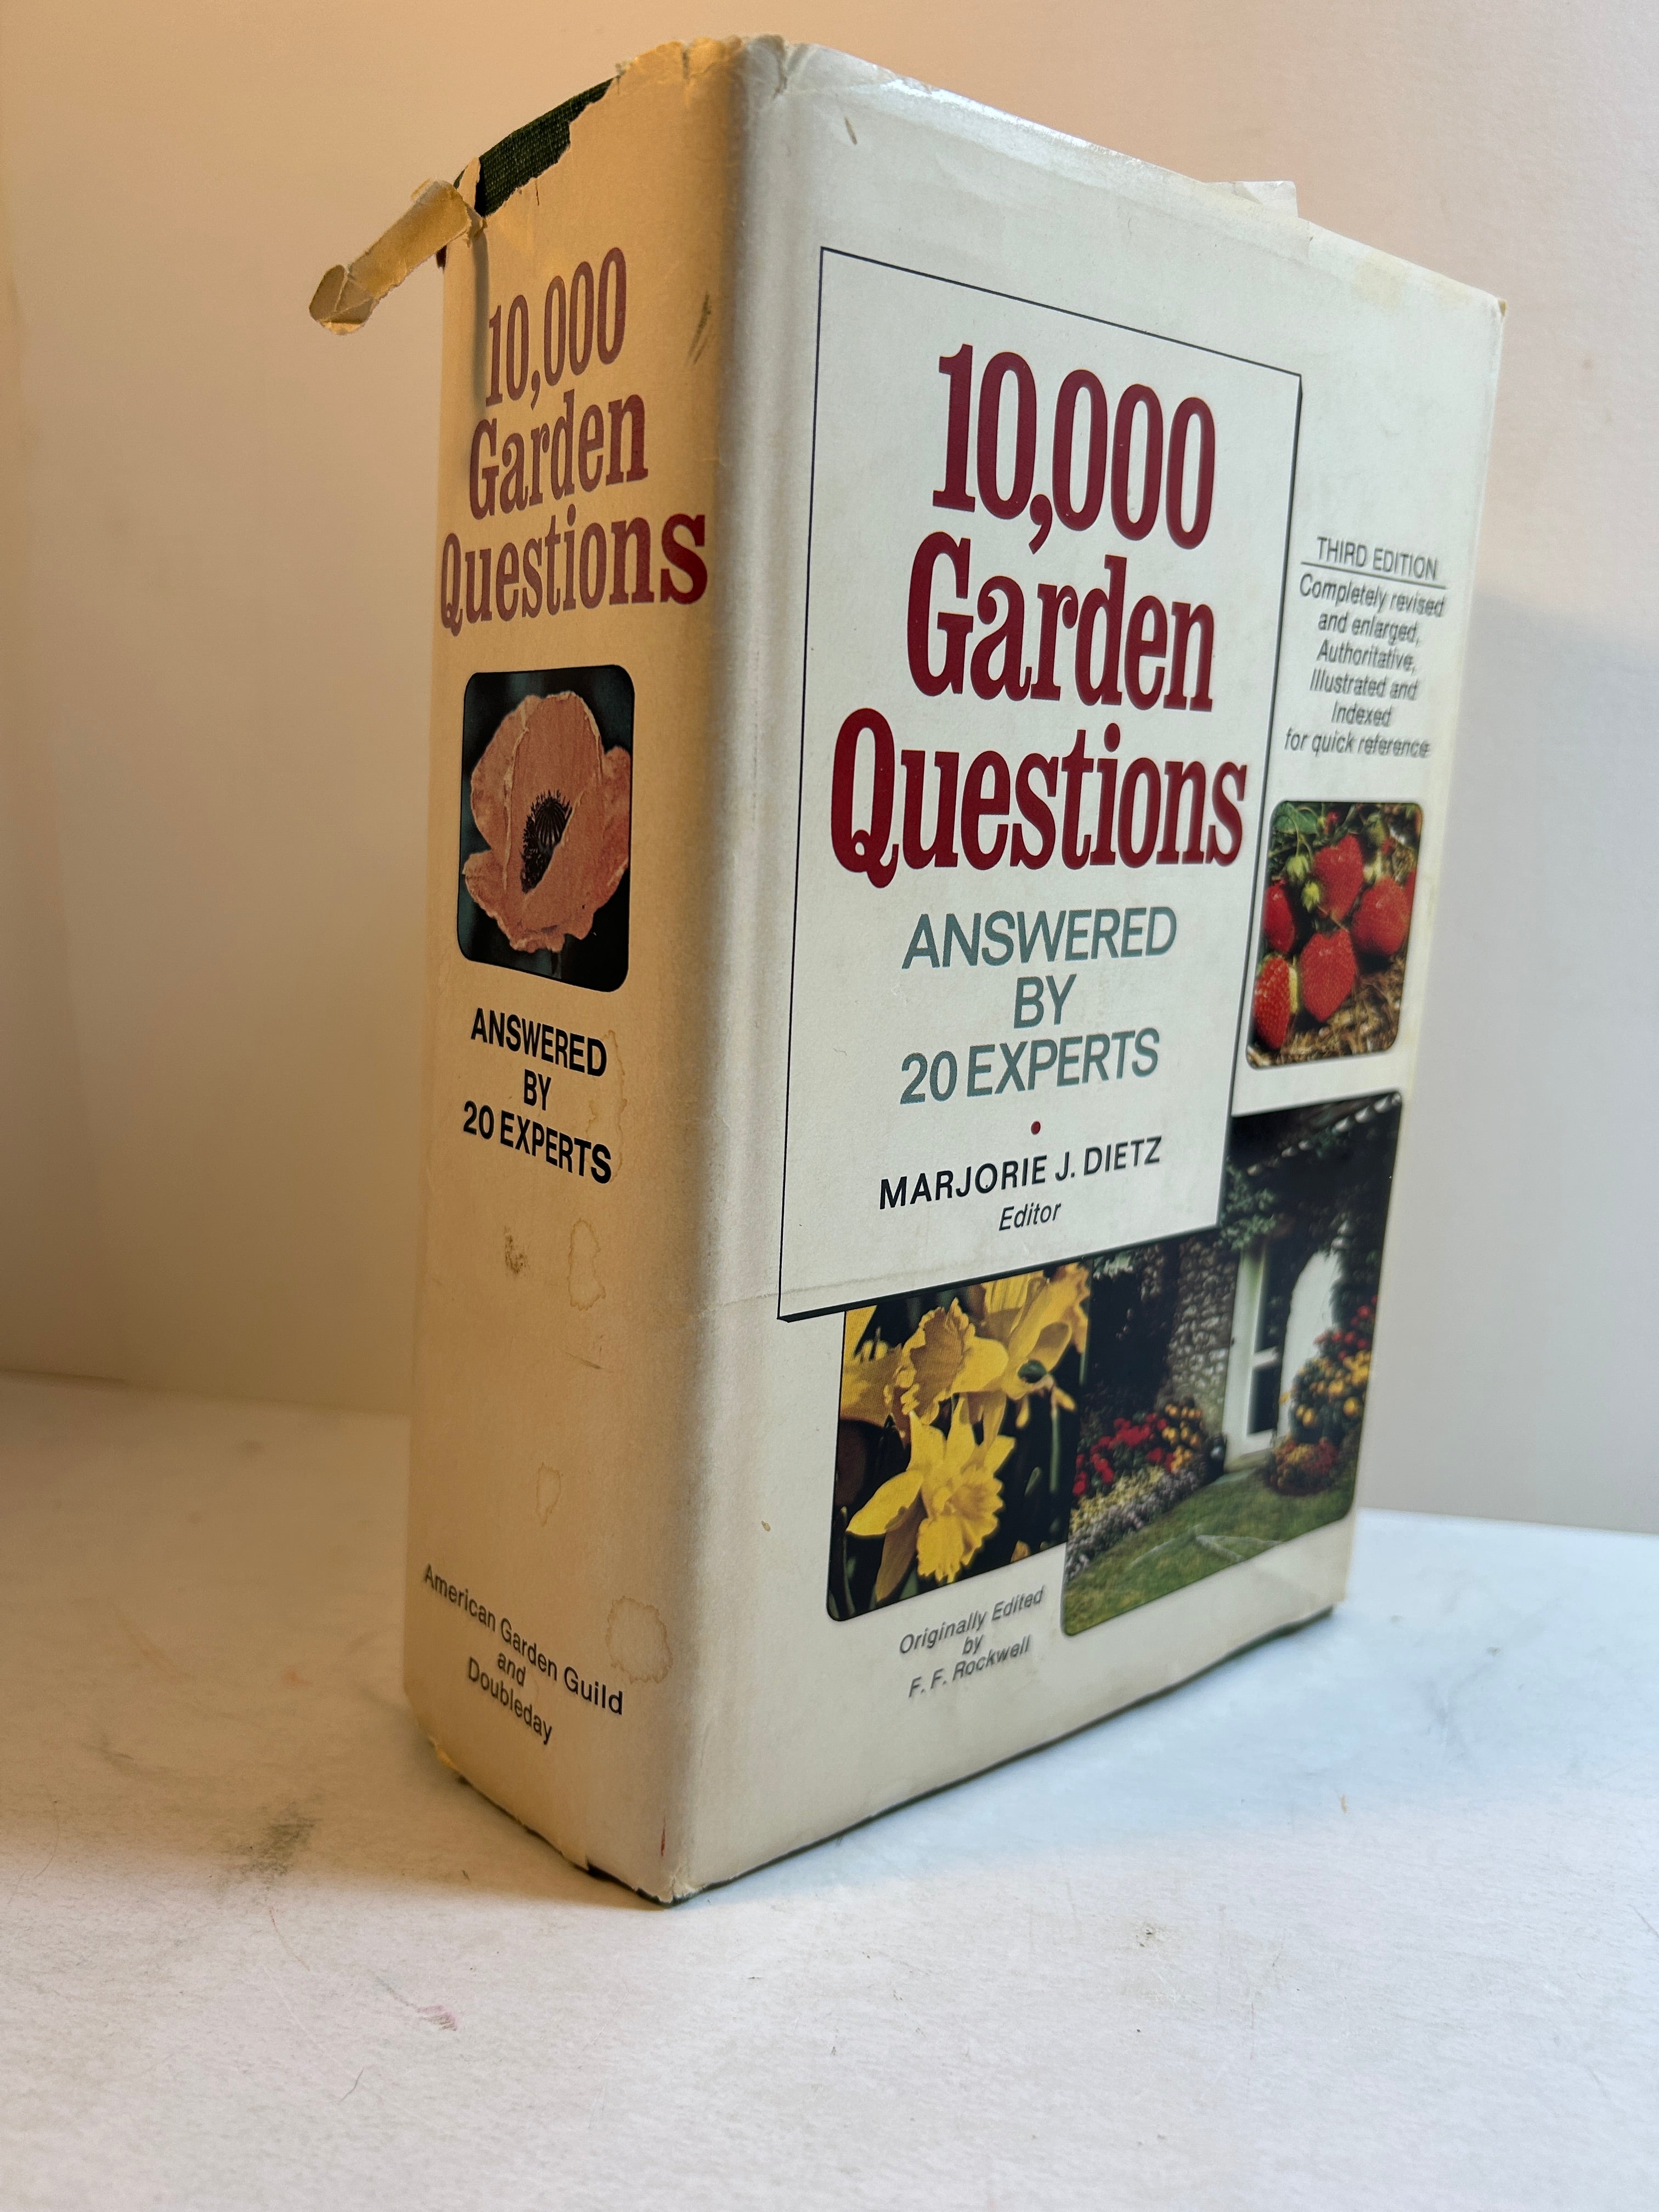 10,000
Garden
Questions
ANSWERED
BY
20 EXPERTS
American Garden Guild
and
Doubleday
10,000
Garden
Questions
ANSWERED
BY
20 EXPERTS
•
MARJORIE J. DIETZ
Editor
THIRD EDITION
Completely revised
and enlarged,
Authoritative,
Illustrated and
Indexed
for quick reference
Originally Edited
by
F. F. Rockwell